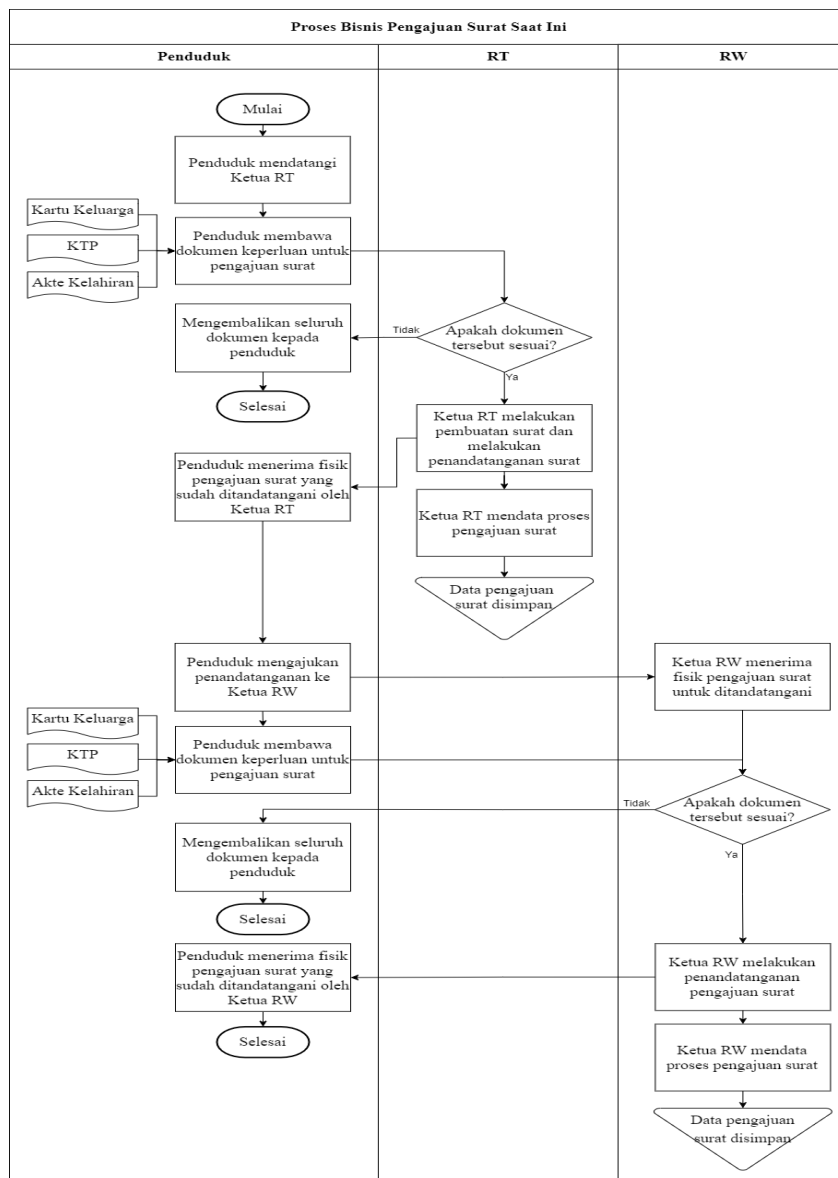 Proses Bisnis Pengajuan Surat Saat Ini
Penduduk
RT
RW
Mulai
Penduduk mendatangi
Ketua RT
Kartu Keluarga
KTP
Akte Kelahiran
Penduduk membawa
dokumen keperluan untuk
pengajuan surat
Apakah dokumen
tersebut sesuai?
Tidak
Mengembalikan seluruh
dokumen kepada
penduduk
Selesai
Ya
Ketua RT melakukan
pembuatan surat dan
melakukan
penandatanganan surat
Penduduk menerima fisik
pengajuan surat yang
sudah ditandatangani oleh
Ketua RT
Ketua RT mendata proses
pengajuan surat
Data pengajuan
surat disimpan
Penduduk mengajukan
penandatanganan ke
Ketua RW
Ketua RW menerima
fisik pengajuan surat
untuk ditandatangani
Kartu Keluarga
KTP
Akte Kelahiran
Penduduk membawa
dokumen keperluan untuk
pengajuan surat
Apakah dokumen
tersebut sesuai?
Tidak
Mengembalikan seluruh
dokumen kepada
penduduk
Selesai
Ya
Ketua RW melakukan
penandatanganan
pengajuan surat
Penduduk menerima fisik
pengajuan surat yang
sudah ditandatangani oleh
Ketua RW
Selesai
Ketua RW mendata
proses pengajuan surat
Data pengajuan
surat disimpan